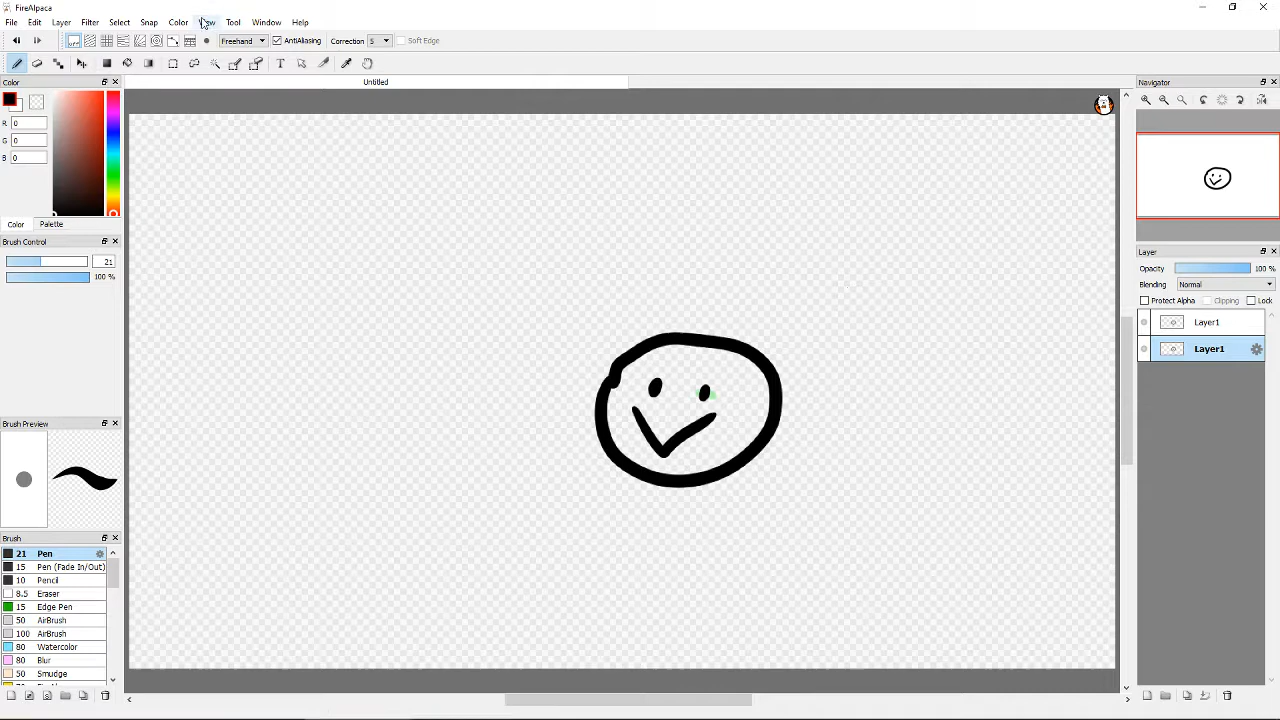 FireAlpaca
File Edit Layer Filter Select Snap Color View Tool Window Help
Freehand AntiAliasing Correction 5 Soft Edge
Color
Untitled
Navigator
R 0
G 0
B 0
Color Palette
Brush Control
21
100 %
Layer
Opacity 100 %
Blending Normal
Protect Alpha Clipping Lock
Layer1
Layer1
Brush Preview
Brush
21 Pen
15 Pen (Fade In/Out)
10 Pencil
8.5 Eraser
15 Edge Pen
50 AirBrush
100 AirBrush
80 Watercolor
80 Blur
50 Smudge